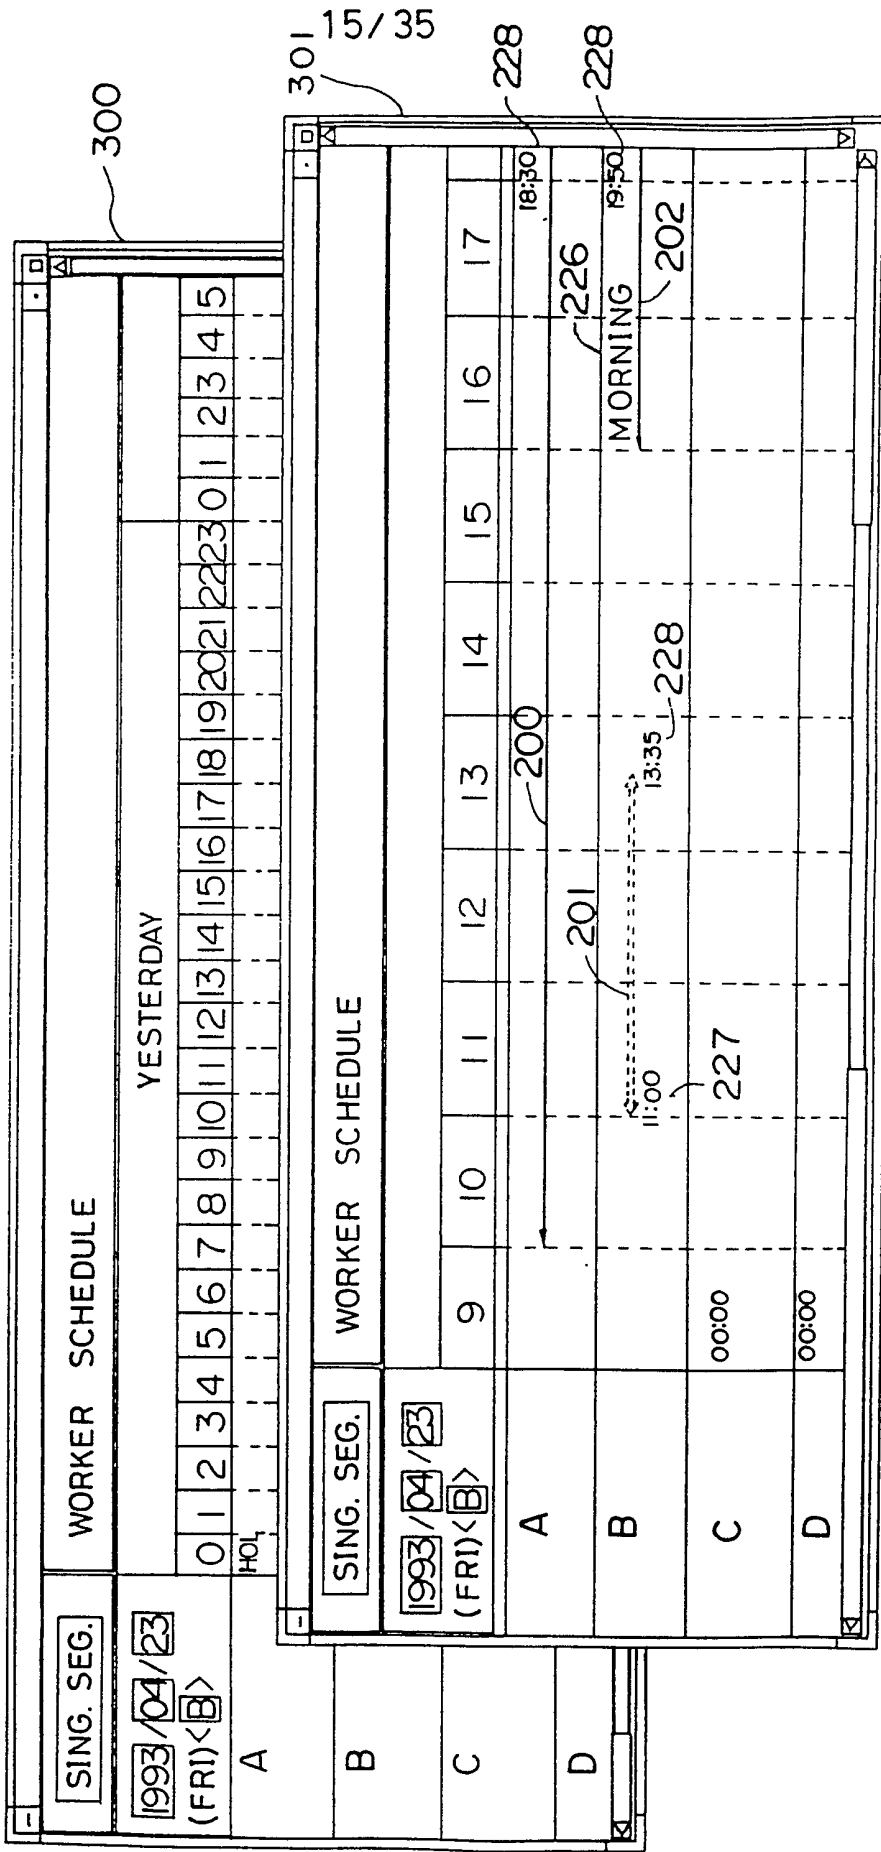 15/35
300
WORKER SCHEDULE
SING. SEG.
YESTERDAY
1993/04/23
(FRI)<B>
0 1 2 3 4 5 6 7 8 9 10 11 12 13 14 15 16 17 18 19 20 21 22 23 0 1 2 3 4 5
HOL
A
B
C
D
301
WORKER SCHEDULE
SING. SEG.
1993/04/23
(FRI)<B>
9 10 11 12 13 14 15 16 17
A
200
18:30
228
226
B
201
MORNING
19:50
228
11:00
13:35
202
227
228
C
00:00
D
00:00